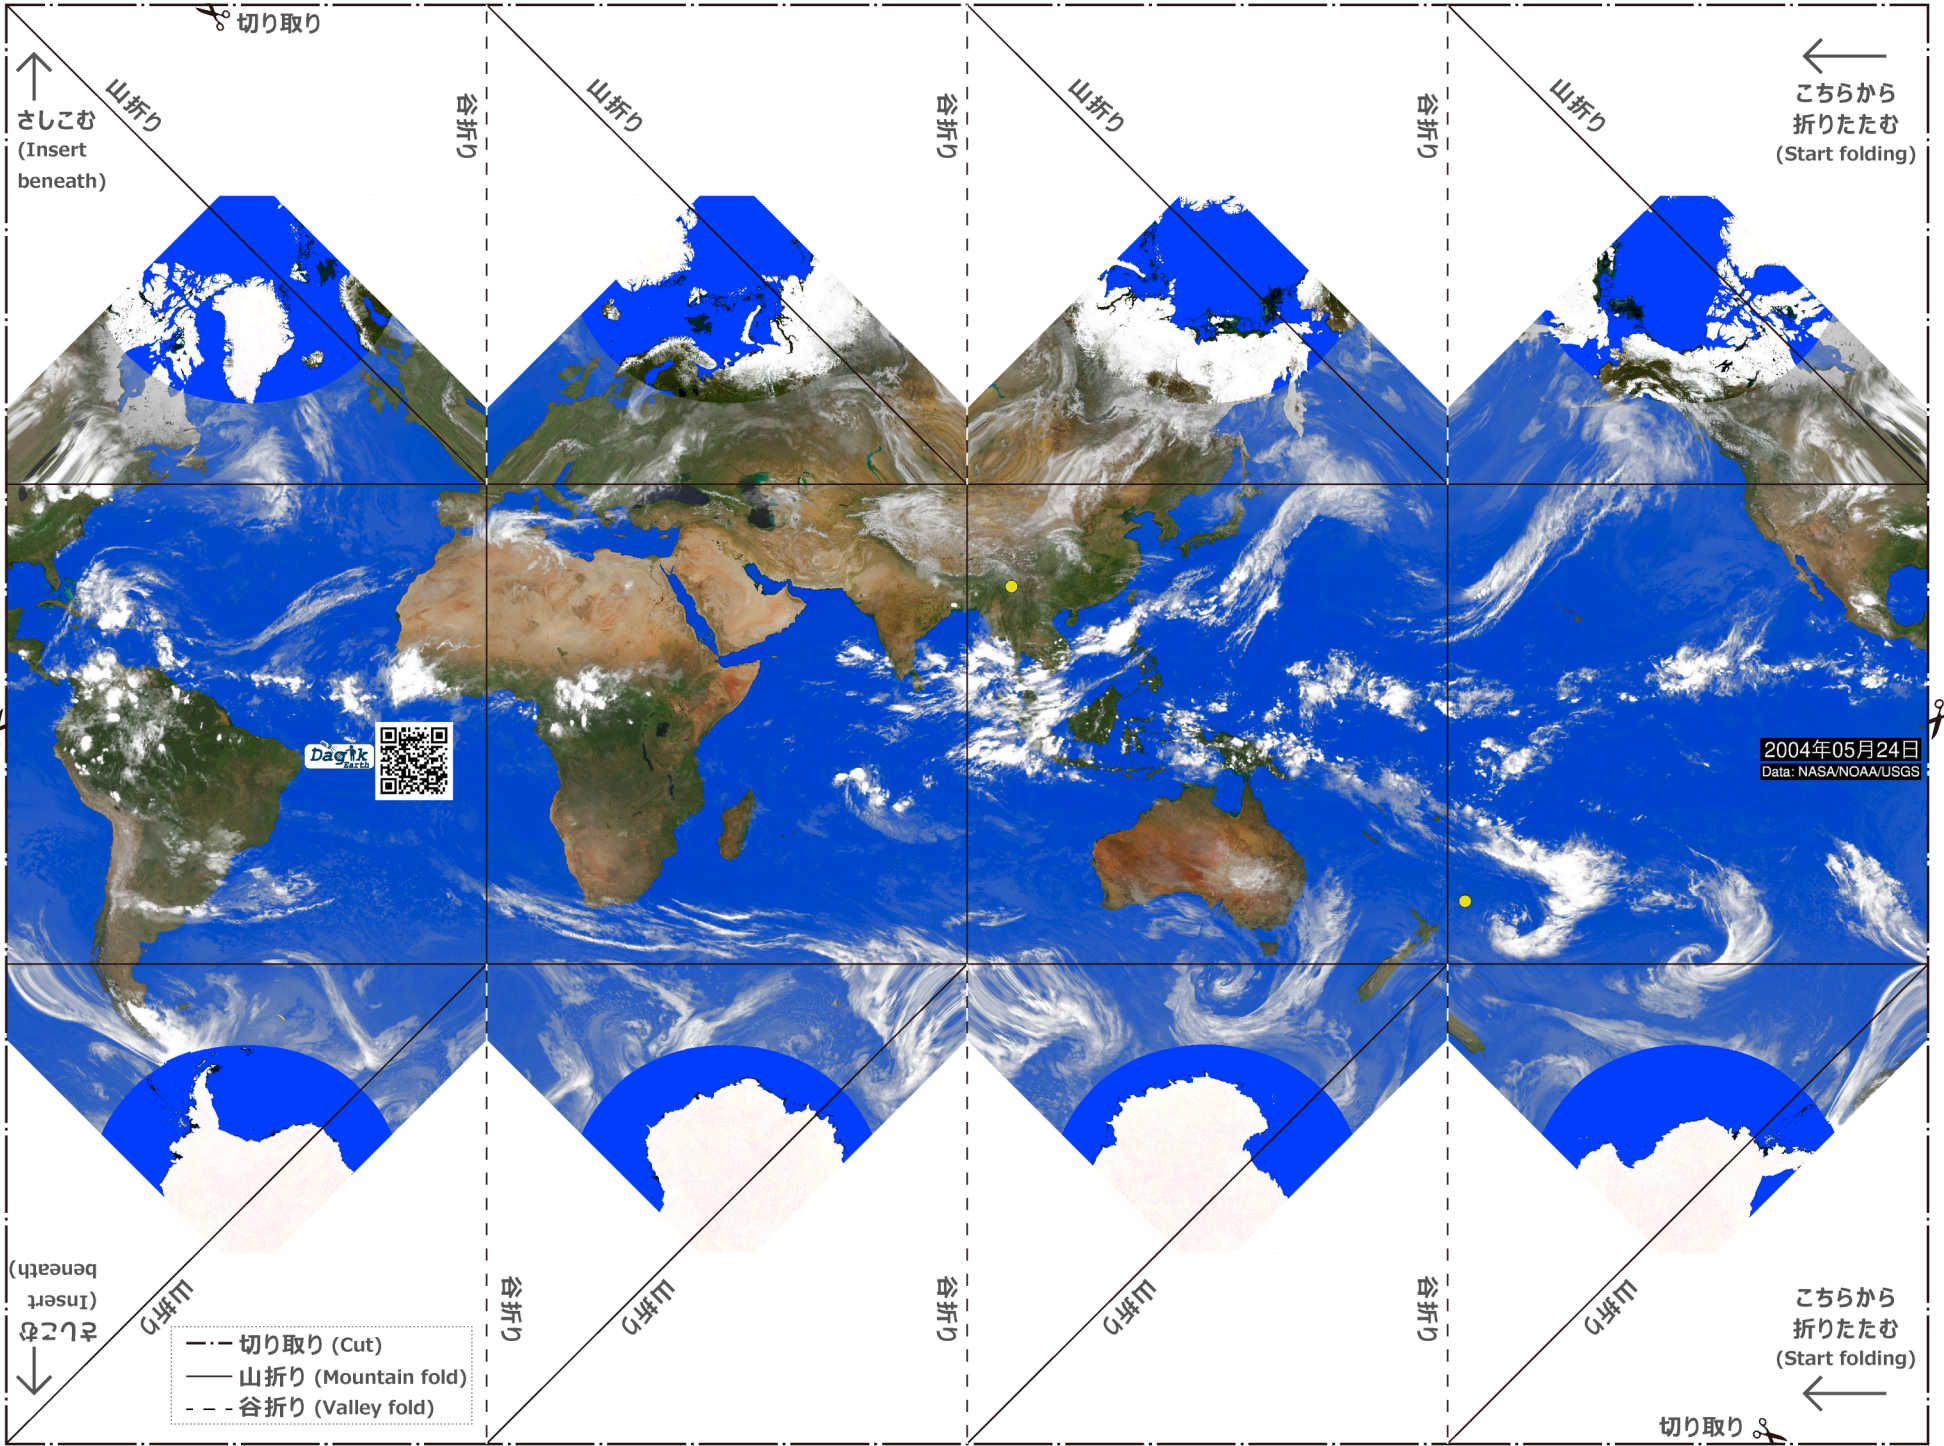 切り取り
山折り
谷折り
山折り
谷折り
山折り
谷折り
山折り
さしこむ
(Insert
beneath)
こちらから
折りたたむ
(Start folding)
Dagik
Earth
2004年05月24日
Data: NASA/NOAA/USGS
さしこむ
(Insert
beneath)
山折り
谷折り
山折り
谷折り
山折り
谷折り
山折り
こちらから
折りたたむ
(Start folding)
切り取り (Cut)
山折り (Mountain fold)
谷折り (Valley fold)
切り取り